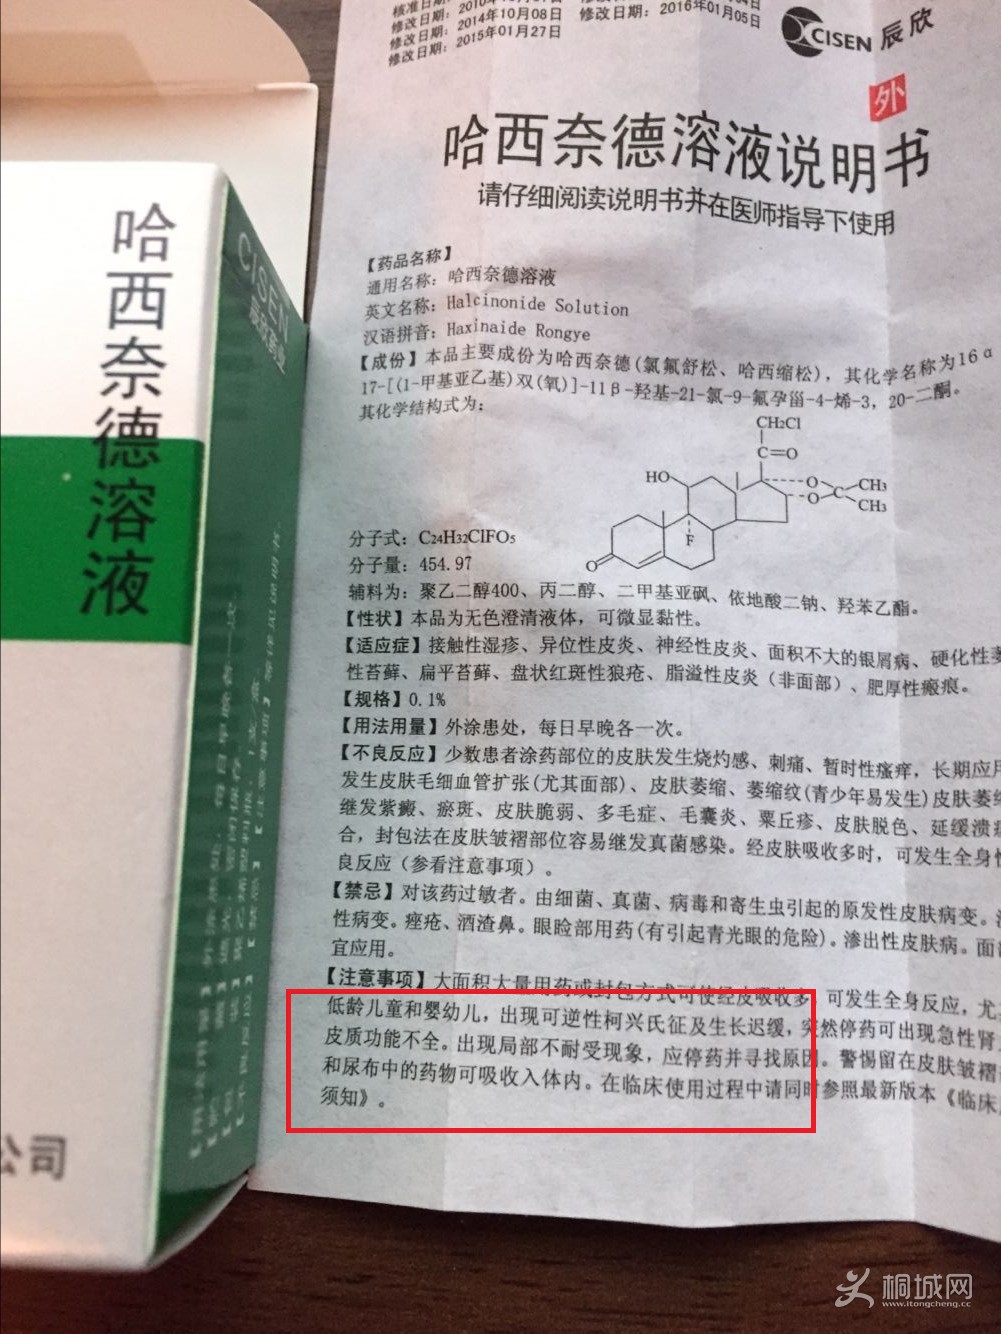 修改日期：2014年10月08日
修改日期：2015年01月27日
修改日期：2016年01月05日
CISEN 辰欣
外
哈西奈德溶液说明书
请仔细阅读说明书并在医师指导下使用
【药品名称】
通用名称：哈西奈德溶液
英文名称：Halcinonide Solution
汉语拼音：Haxinaide Rongye
【成份】本品主要成份为哈西奈德(氯氟舒松、哈西缩松)，其化学名称为16α
17-[(1-甲基亚乙基)双(氧)]-11β-羟基-21-氯-9-氟孕甾-4-烯-3，20-二酮。
其化学结构式为：
CH2Cl
C=O
HO
O
CH3
O
C
CH3
F
O
分子式：C24H32ClFO5
分子量：454.97
辅料为：聚乙二醇400、丙二醇、二甲基亚砜、依地酸二钠、羟苯乙酯。
【性状】本品为无色澄清液体，可微显黏性。
【适应症】接触性湿疹、异位性皮炎、神经性皮炎、面积不大的银屑病、硬化性萎
性苔藓、扁平苔藓、盘状红斑性狼疮、脂溢性皮炎（非面部）、肥厚性瘢痕。
【规格】0.1%
【用法用量】外涂患处，每日早晚各一次。
【不良反应】少数患者涂药部位的皮肤发生烧灼感、刺痛、暂时性瘙痒，长期应用
发生皮肤毛细血管扩张(尤其面部)、皮肤萎缩、萎缩纹(青少年易发生)皮肤萎缩
继发紫癜、瘀斑、皮肤脆弱、多毛症、毛囊炎、粟丘疹、皮肤脱色、延缓溃疡
合，封包法在皮肤皱褶部位容易继发真菌感染。经皮肤吸收多时，可发生全身性
良反应（参看注意事项）。
【禁忌】对该药过敏者。由细菌、真菌、病毒和寄生虫引起的原发性皮肤病变。
性病变。痤疮、酒渣鼻。眼睑部用药(有引起青光眼的危险)。渗出性皮肤病。面部
宜应用。
【注意事项】大面积大量用药或封包方式可使经皮吸收多，可发生全身反应，尤
低龄儿童和婴幼儿，出现可逆性柯兴氏征及生长迟缓，突然停药可出现急性肾
皮质功能不全。出现局部不耐受现象，应停药并寻找原因。警惕留在皮肤皱褶
和尿布中的药物可吸收入体内。在临床使用过程中请同时参照最新版本《临床
须知》。
哈西奈德溶液
CISEN
辰欣药业
公司
桐城网
www.itongcheng.cc